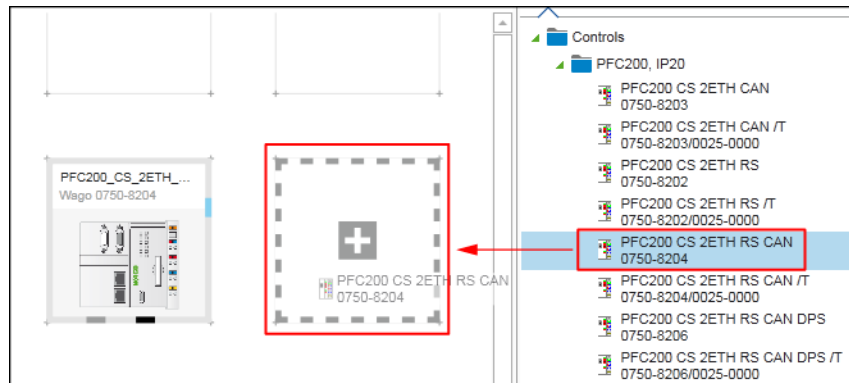 PFC200_CS_2ETH_...
Wago 0750-8204
PFC200 CS 2ETH RS CAN
0750-8204
Controls
PFC200, IP20
PFC200 CS 2ETH CAN
0750-8203
PFC200 CS 2ETH CAN /T
0750-8203/0025-0000
PFC200 CS 2ETH RS
0750-8202
PFC200 CS 2ETH RS /T
0750-8202/0025-0000
PFC200 CS 2ETH RS CAN
0750-8204
PFC200 CS 2ETH RS CAN /T
0750-8204/0025-0000
PFC200 CS 2ETH RS CAN DPS
0750-8206
PFC200 CS 2ETH RS CAN DPS /T
0750-8206/0025-0000